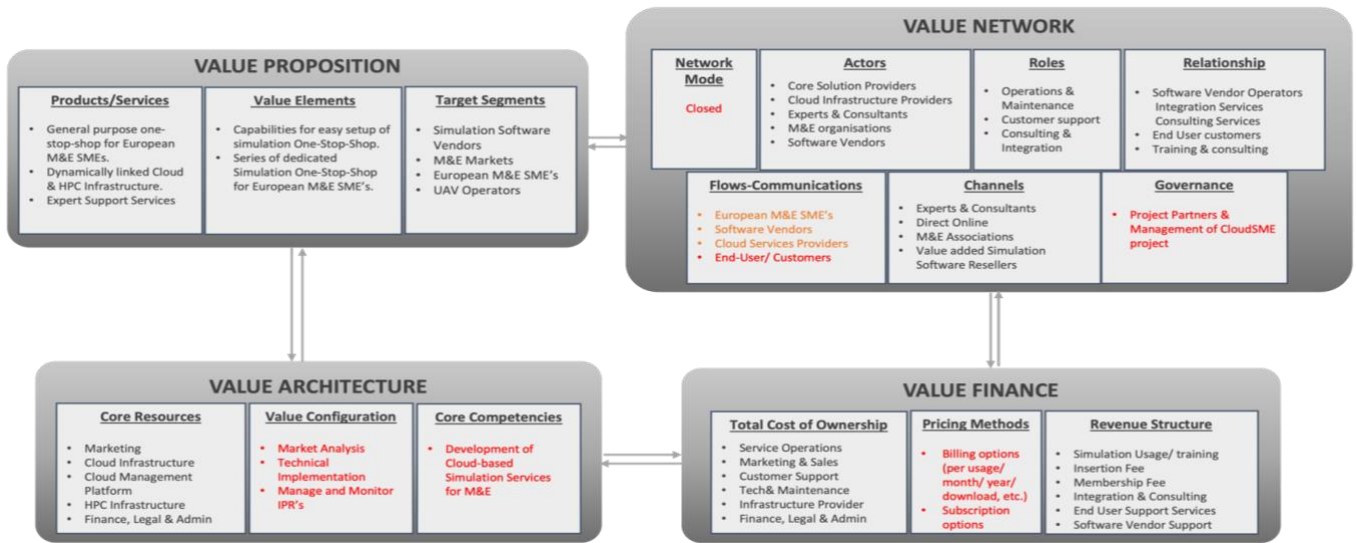 VALUE PROPOSITION
Products/Services
• General purpose one-
stop-shop for European
M&E SMEs.
• Dynamically linked Cloud
& HPC Infrastructure.
• Expert Support Services
Value Elements
• Capabilities for easy setup of
simulation One-Stop-Shop.
• Series of dedicated
Simulation One-Stop-Shop
for European M&E SME's.
Target Segments
• Simulation Software
Vendors
• M&E Markets
• European M&E SME's
• UAV Operators
VALUE NETWORK
Network
Mode
Closed
Actors
• Core Solution Providers
• Cloud Infrastructure Providers
• Experts & Consultants
• M&E organisations
• Software Vendors
Roles
• Operations &
Maintenance
• Customer support
• Consulting &
Integration
Relationship
• Software Vendor Operators
Integration Services
Consulting Services
• End User customers
• Training & consulting
Flows-Communications
• European M&E SME's
• Software Vendors
• Cloud Services Providers
• End-User/ Customers
Channels
• Experts & Consultants
• Direct Online
• M&E Associations
• Value added Simulation
Software Resellers
Governance
• Project Partners &
Management of CloudSME
project
VALUE ARCHITECTURE
Core Resources
• Marketing
• Cloud Infrastructure
• Cloud Management
Platform
• HPC Infrastructure
• Finance, Legal & Admin
Value Configuration
• Market Analysis
• Technical
Implementation
• Manage and Monitor
IPR's
Core Competencies
• Development of
Cloud-based
Simulation Services
for M&E
VALUE FINANCE
Total Cost of Ownership
• Service Operations
• Marketing & Sales
• Customer Support
• Tech& Maintenance
• Infrastructure Provider
• Finance, Legal & Admin
Pricing Methods
• Billing options
(per usage/
month/ year/
download, etc.)
• Subscription
options
Revenue Structure
• Simulation Usage/ training
• Insertion Fee
• Membership Fee
• Integration & Consulting
• End User Support Services
• Software Vendor Support